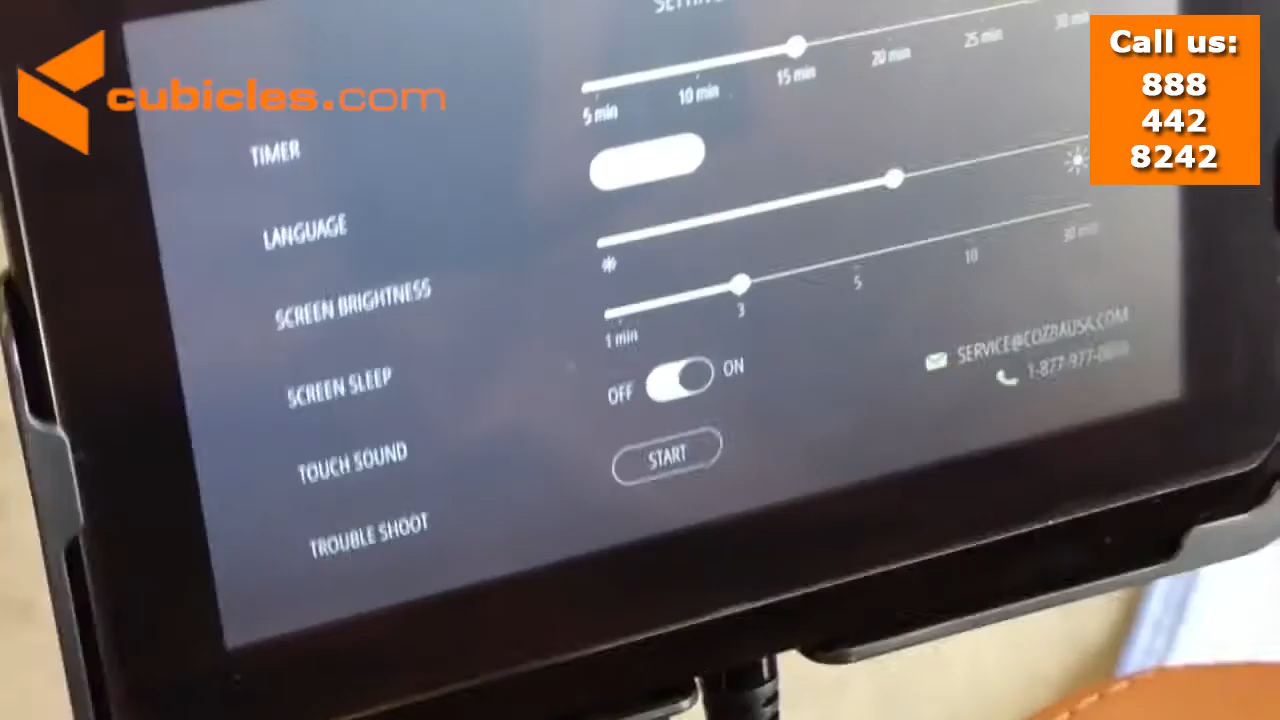 cubicles.com
Call us:
888
442
8242
5 min 10 min 15 min 20 min 25 min 30 min
TIMER
LANGUAGE
SCREEN BRIGHTNESS
1 min 3 5 10 30 min
SCREEN SLEEP
OFF ON
TOUCH SOUND
START
TROUBLE SHOOT
SERVICE@COZBAUSA.COM
1-877-977-